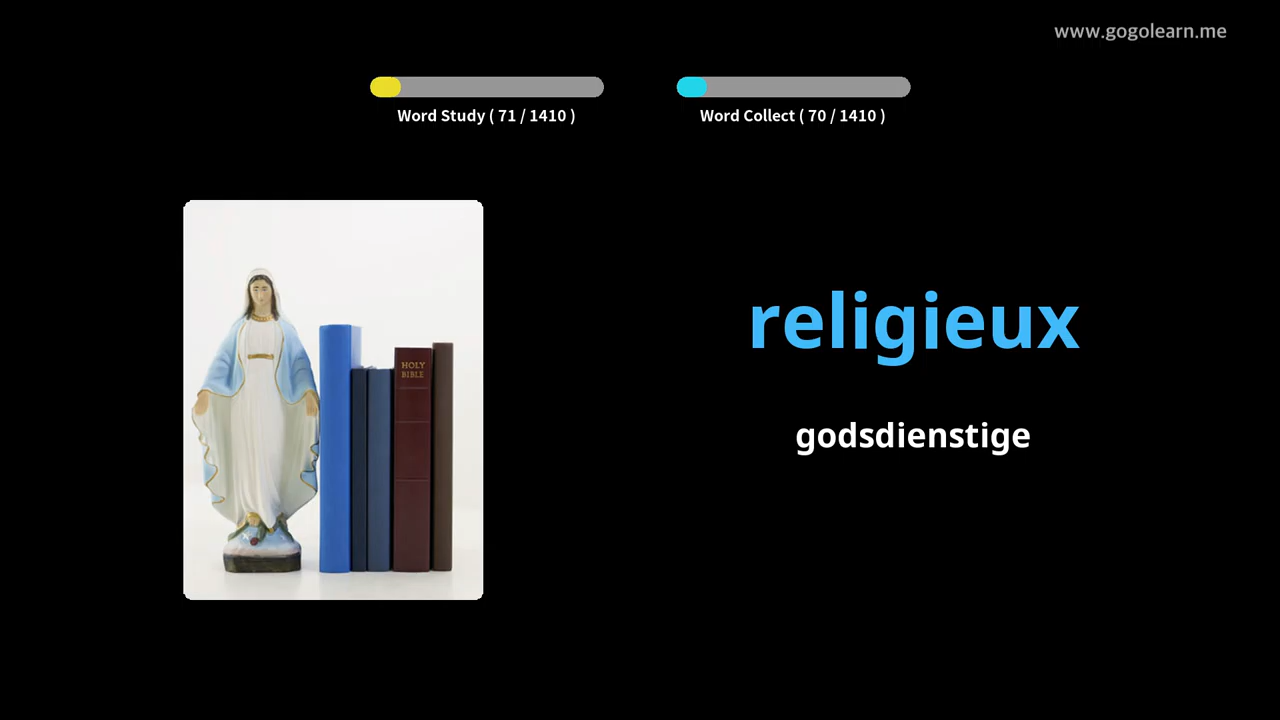 www.gogolearn.me
Word Study ( 71 / 1410 )
Word Collect ( 70 / 1410 )
HOLY
BIBLE
religieux
godsdienstige